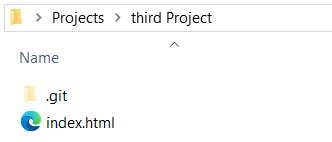 Projects > third Project
Name
.git
index.html